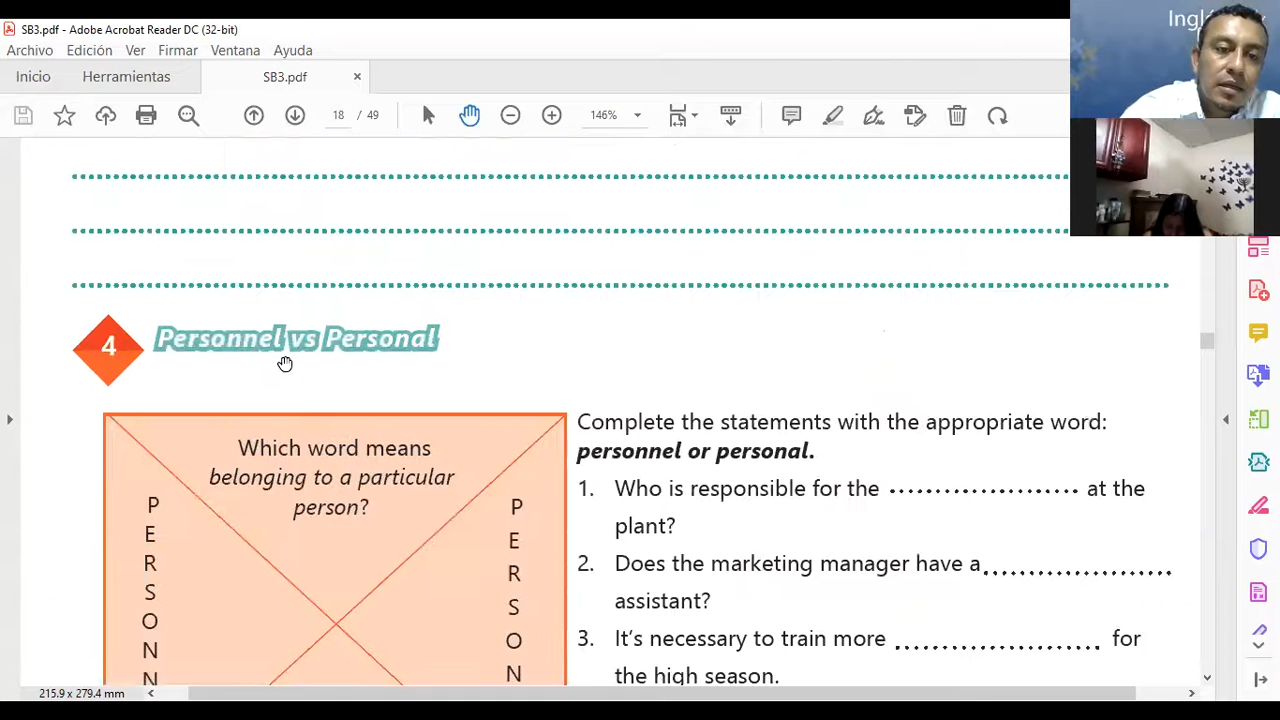 SB3.pdf - Adobe Acrobat Reader DC (32-bit)
Archivo Edición Ver Firmar Ventana Ayuda
Inicio Herramientas SB3.pdf ×
18 / 49 146%
4 Personnel vs Personal
Which word means
belonging to a particular
person?
P
E
R
S
O
N
N
P
E
R
S
O
N
Complete the statements with the appropriate word:
personnel or personal.
1. Who is responsible for the ........................ at the
plant?
2. Does the marketing manager have a........................
assistant?
3. It's necessary to train more ........................ for
the high season.
215.9 x 279.4 mm